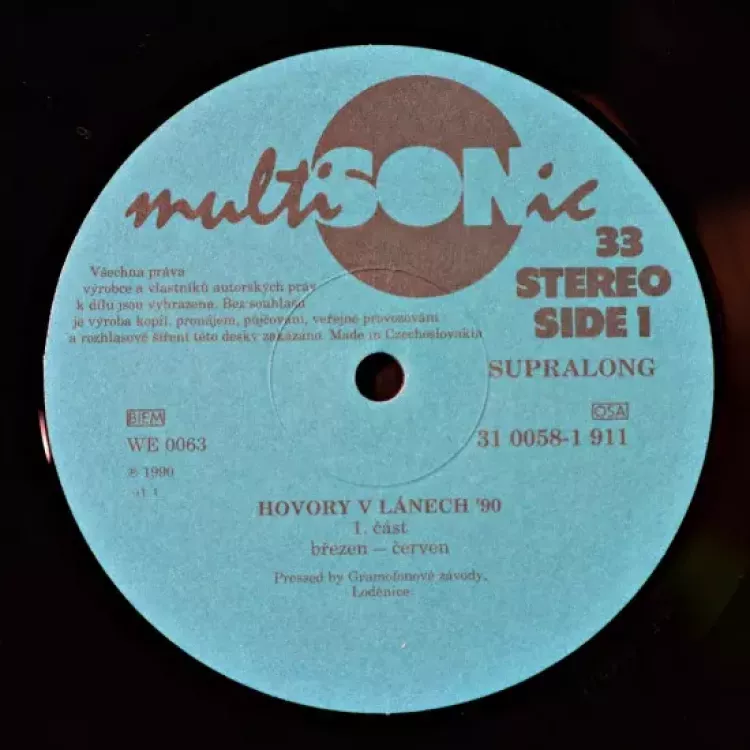 multiSONic
33
STEREO
SIDE 1
SUPRALONG
Všechna práva
výrobce a vlastníků autorských práv
k dílu jsou vyhrazena. Bez souhlasu
je výroba kopií, pronájem, půjčování, veřejné provozování
a rozhlasové šíření této desky zakázáno. Made in Czechoslovakia
BIEM
WE 0063
℗ 1990
OSA
31 0058-1 911
HOVORY V LÁNECH '90
1. část
březen – červen
Pressed by Gramofonové závody,
Loděnice